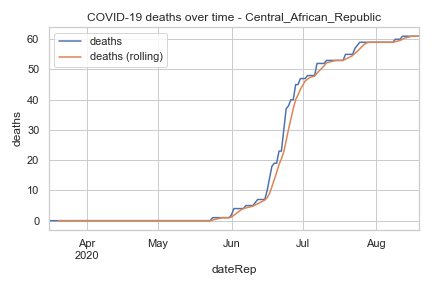 COVID-19 deaths over time - Central_African_Republic
deaths
deaths (rolling)
deaths
60
50
40
30
20
10
0
Apr
2020
May
Jun
Jul
Aug
dateRep